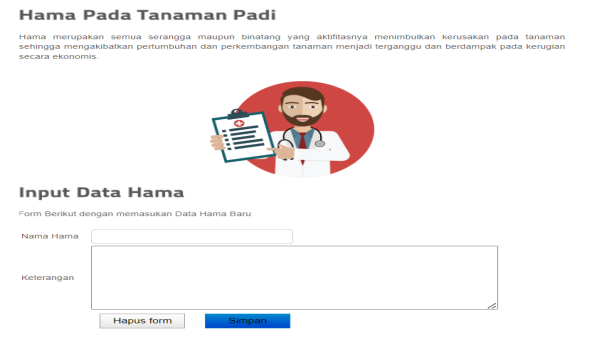 Hama Pada Tanaman Padi
Hama merupakan semua serangga maupun binatang yang aktifitasnya menimbulkan kerusakan pada tanaman
sehingga mengakibatkan pertumbuhan dan perkembangan tanaman menjadi terganggu dan berdampak pada kerugian
secara ekonomis.
Input Data Hama
Form Berikut dengan memasukan Data Hama Baru
Nama Hama
Keterangan
Hapus form Simpan